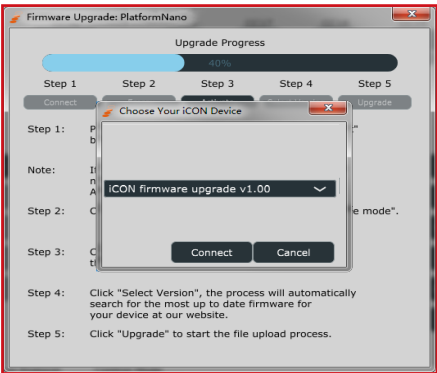 Firmware Upgrade: PlatformNano
Upgrade Progress
40%
Step 1 Step 2 Step 3 Step 4 Step 5
Connect Upgrade
Choose Your iCON Device
Step 1:
Note:
iCON firmware upgrade v1.00
Step 2: e mode".
Step 3:
Connect Cancel
Step 4: Click "Select Version", the process will automatically
search for the most up to date firmware for
your device at our website.
Step 5: Click "Upgrade" to start the file upload process.